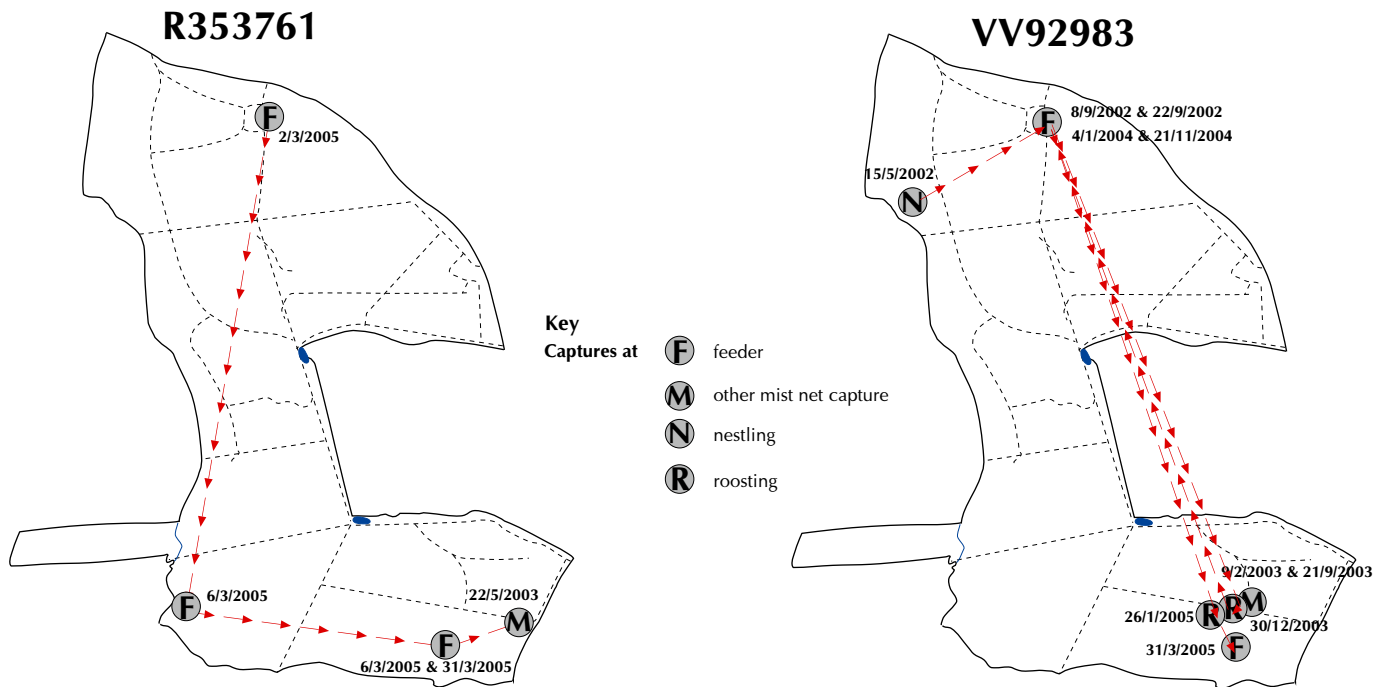 R353761
F
2/3/2005
6/3/2005
F
22/5/2003
M
F
6/3/2005 & 31/3/2005
Key
Captures at
F feeder
M other mist net capture
N nestling
R roosting
VV92983
F
8/9/2002 & 22/9/2002
4/1/2004 & 21/11/2004
15/5/2002
N
9/2/2003 & 21/9/2003
26/1/2005
R
R
M
30/12/2003
31/3/2005
F